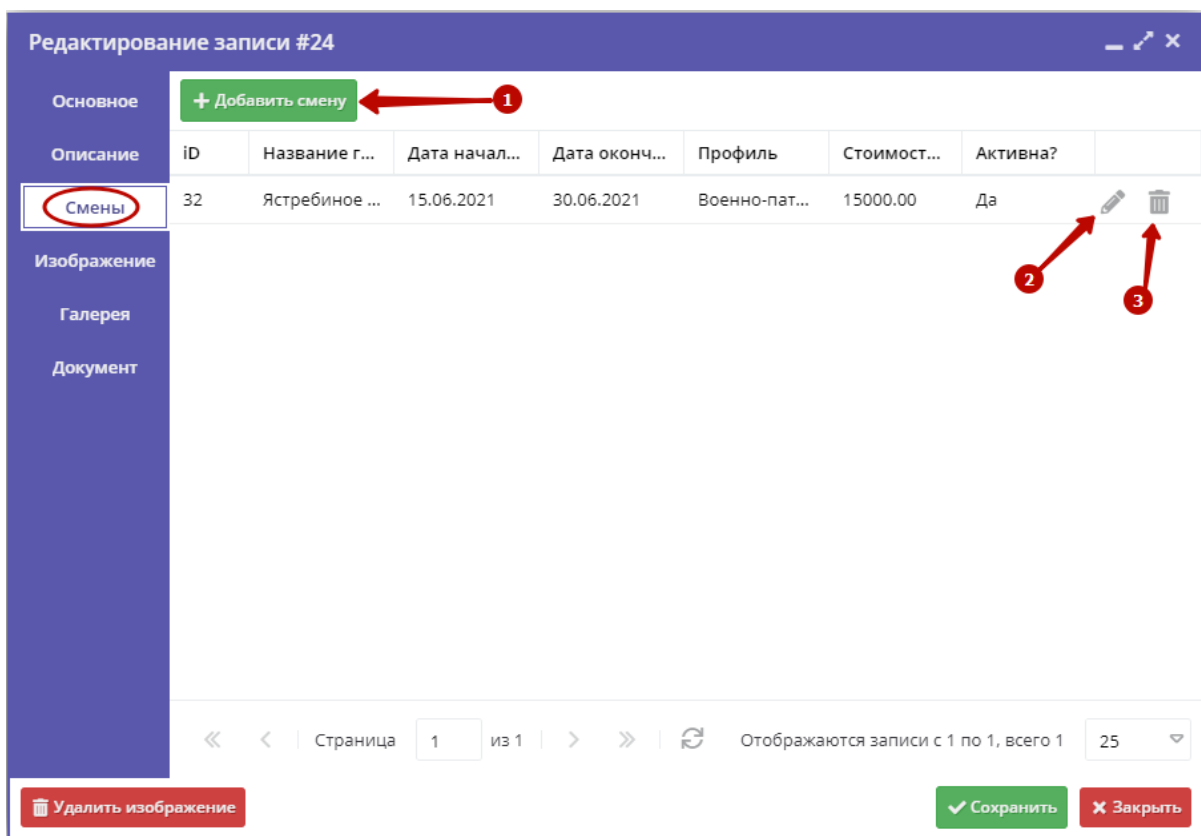 Редактирование записи #24
Основное
Добавить смену
1
Описание
iD Название г... Дата начал... Дата оконч... Профиль Стоимост... Активна?
Смены
32 Ястребиное ... 15.06.2021 30.06.2021 Военно-пат... 15000.00 Да
Изображение
2
3
Галерея
Документ
Страница 1 из 1 Отображаются записи с 1 по 1, всего 1 25
Удалить изображение Сохранить Закрыть